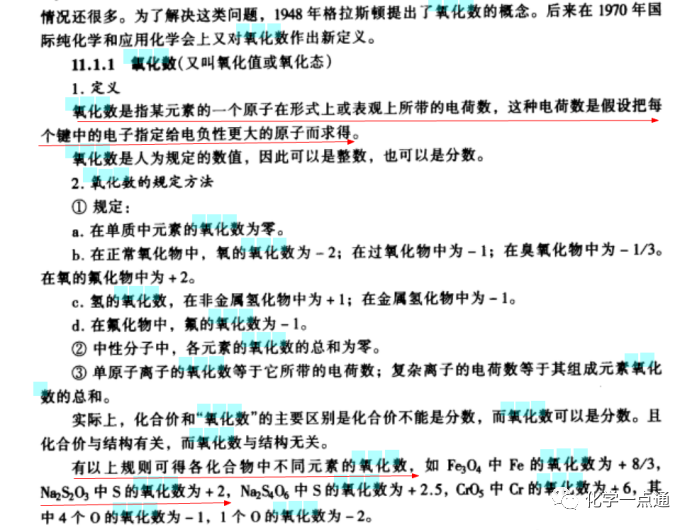 情况还很多。为了解决这类问题，1948 年格拉斯顿提出了氧化数的概念。后来在 1970 年国
际纯化学和应用化学会上又对氧化数作出新定义。
11.1.1 氧化数(又叫氧化值或氧化态)
1. 定义
氧化数是指某元素的一个原子在形式上或表观上所带的电荷数，这种电荷数是假设把每
个键中的电子指定给电负性更大的原子而求得。
氧化数是人为规定的数值，因此可以是整数，也可以是分数。
2. 氧化数的规定方法
① 规定：
a. 在单质中元素的氧化数为零。
b. 在正常氧化物中，氧的氧化数为 −2；在过氧化物中为 −1；在臭氧化物中为 −1/3。
在氧的氟化物中为 +2。
c. 氢的氧化数，在非金属氢化物中为 +1；在金属氢化物中为 −1。
d. 在氟化物中，氟的氧化数为 −1。
② 中性分子中，各元素的氧化数的总和为零。
③ 单原子离子的氧化数等于它所带的电荷数；复杂离子的电荷数等于其组成元素氧化
数的总和。
实际上，化合价和“氧化数”的主要区别是化合价不能是分数，而氧化数可以是分数。且
化合价与结构有关，而氧化数与结构无关。
有以上规则可得各化合物中不同元素的氧化数，如 Fe₃O₄ 中 Fe 的氧化数为 +8/3，
Na₂S₂O₃ 中 S 的氧化数为 +2，Na₂S₄O₆ 中 S 的氧化数为 +2.5，CrO₅ 中 Cr 的氧化数为 +6，其
中 4 个 O 的氧化数为 −1，1 个 O 的氧化数为 −2。
化学一点通